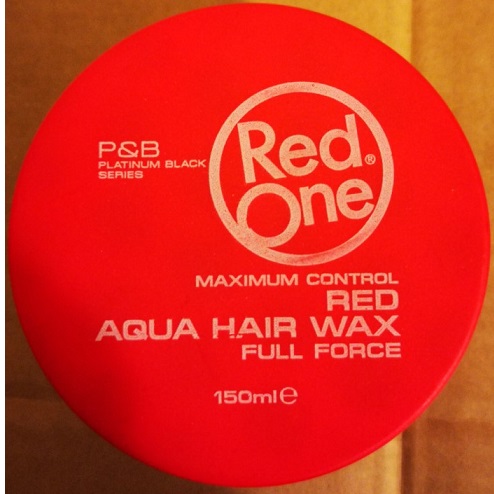 Red®
One
P&B
PLATINUM BLACK
SERIES
MAXIMUM CONTROL
RED
AQUA HAIR WAX
FULL FORCE
150ml e